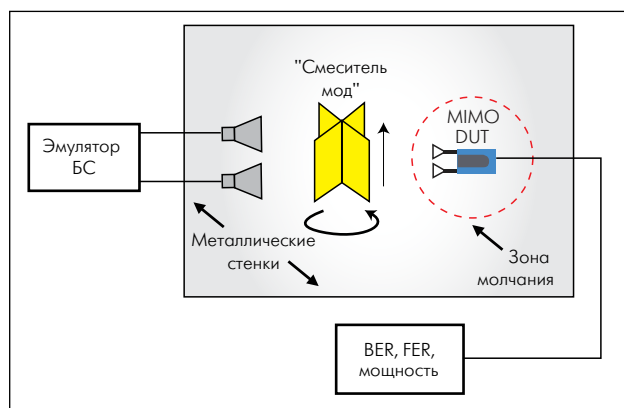 "Смеситель
мод"
MIMO
DUT
Эмулятор
БС
Металлические
стенки
Зона
молчания
BER, FER,
мощность